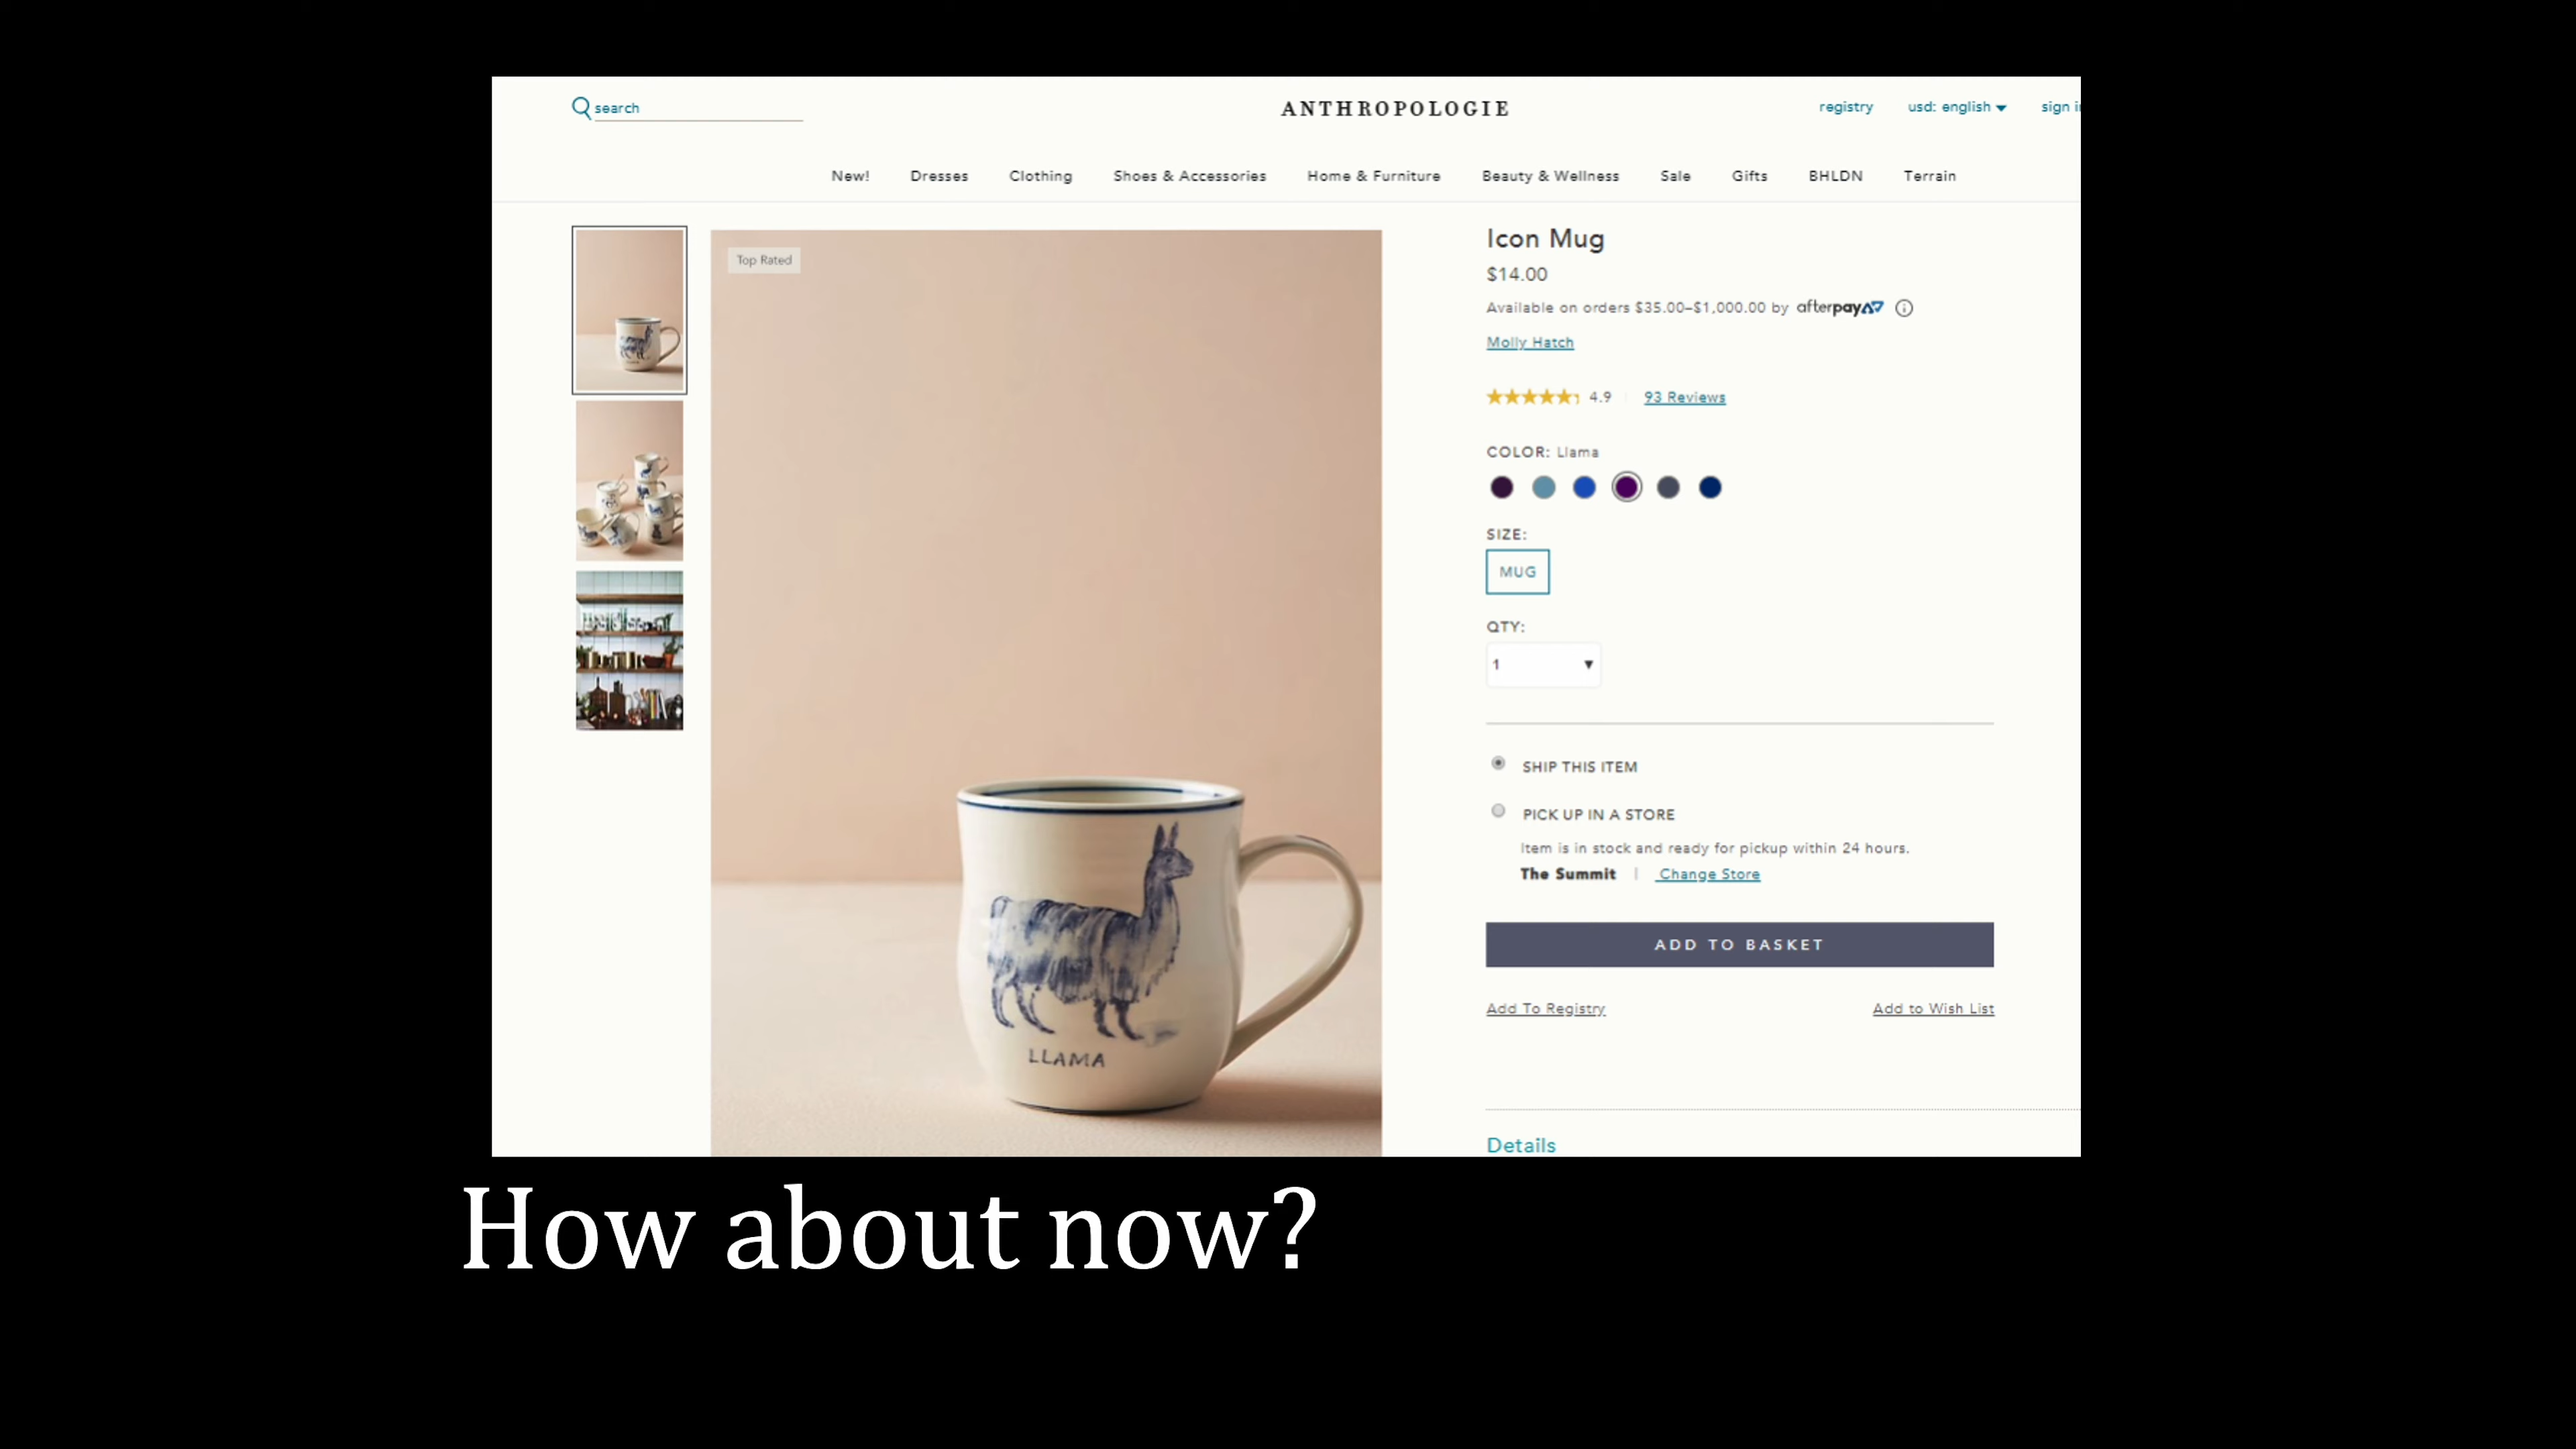 search
ANTHROPOLOGIE
registry
usd: english
sign i
New!
Dresses
Clothing
Shoes & Accessories
Home & Furniture
Beauty & Wellness
Sale
Gifts
BHLDN
Terrain
Top Rated
LLAMA
Icon Mug
$14.00
Available on orders $35.00–$1,000.00 by afterpay
Molly Hatch
4.9
93 Reviews
COLOR: Llama
SIZE:
MUG
QTY:
1
SHIP THIS ITEM
PICK UP IN A STORE
Item is in stock and ready for pickup within 24 hours.
The Summit | Change Store
ADD TO BASKET
Add To Registry
Add to Wish List
Details
How about now?